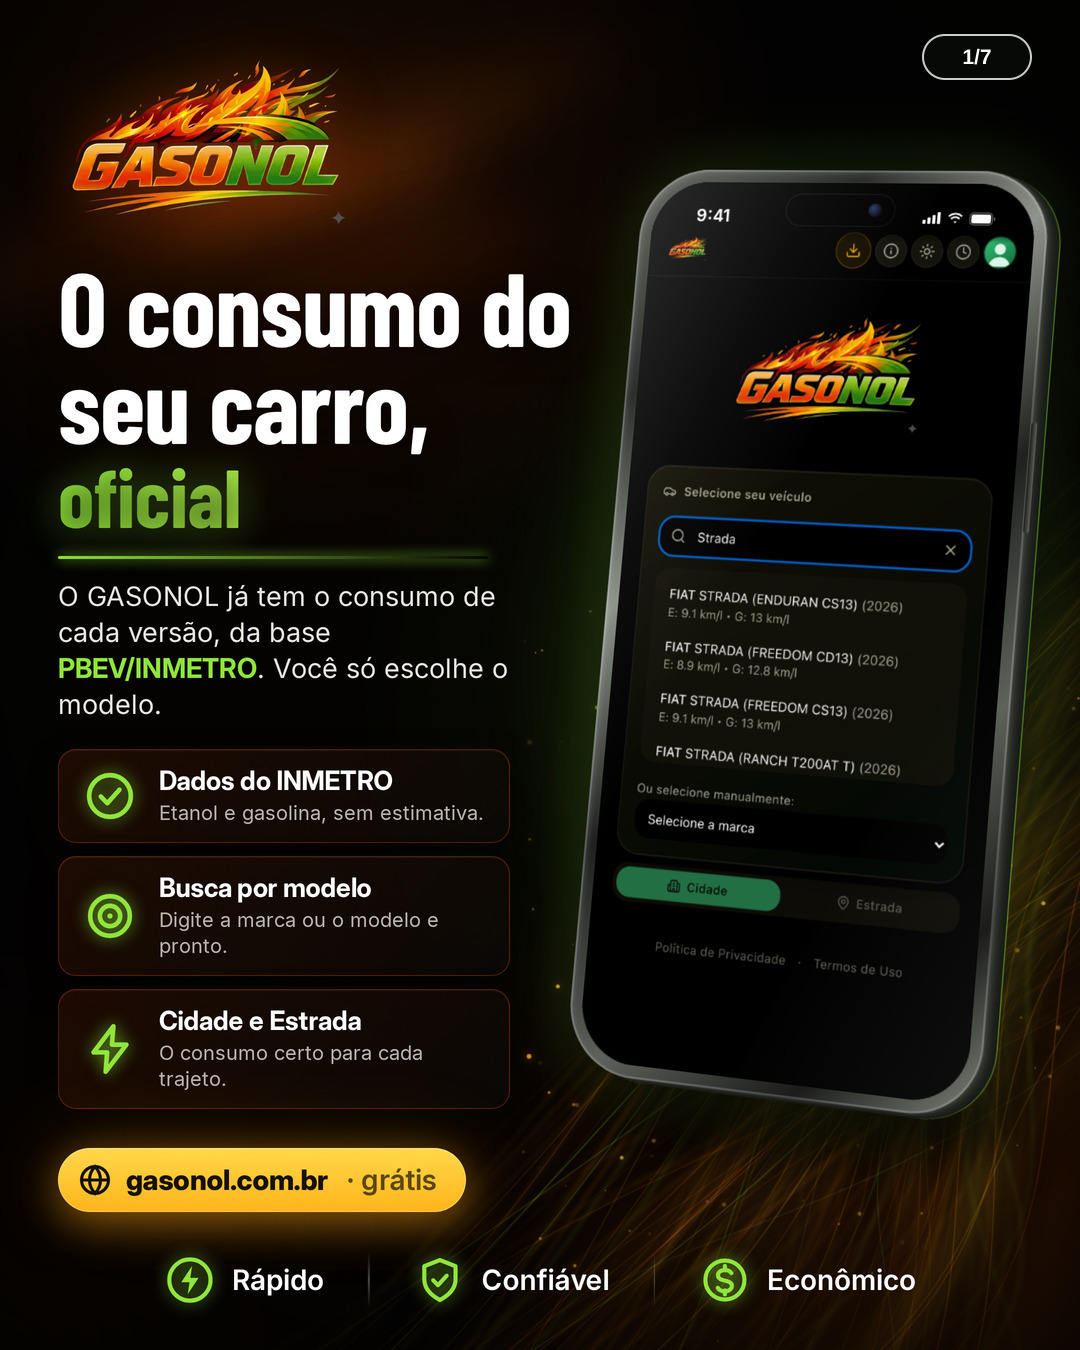 1/7
GASONOL
O consumo do
seu carro,
oficial
O GASONOL já tem o consumo de
cada versão, da base
PBEV/INMETRO. Você só escolhe o
modelo.
Dados do INMETRO
Etanol e gasolina, sem estimativa.
Busca por modelo
Digite a marca ou o modelo e
pronto.
Cidade e Estrada
O consumo certo para cada
trajeto.
gasonol.com.br · grátis
9:41
GASONOL
GASONOL
Selecione seu veículo
Strada
FIAT STRADA (ENDURAN CS13) (2026)
E: 9.1 km/l • G: 13 km/l
FIAT STRADA (FREEDOM CD13) (2026)
E: 8.9 km/l • G: 12.8 km/l
FIAT STRADA (FREEDOM CS13) (2026)
E: 9.1 km/l • G: 13 km/l
FIAT STRADA (RANCH T200AT T) (2026)
Ou selecione manualmente:
Selecione a marca
Cidade
Estrada
Política de Privacidade · Termos de Uso
Rápido
Confiável
Econômico